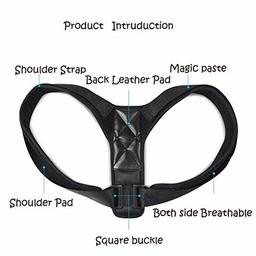 Product Intruduction
Shoulder Strap
Magic paste
Back Leather Pad
Shoulder Pad
Both side Breathable
Square buckle